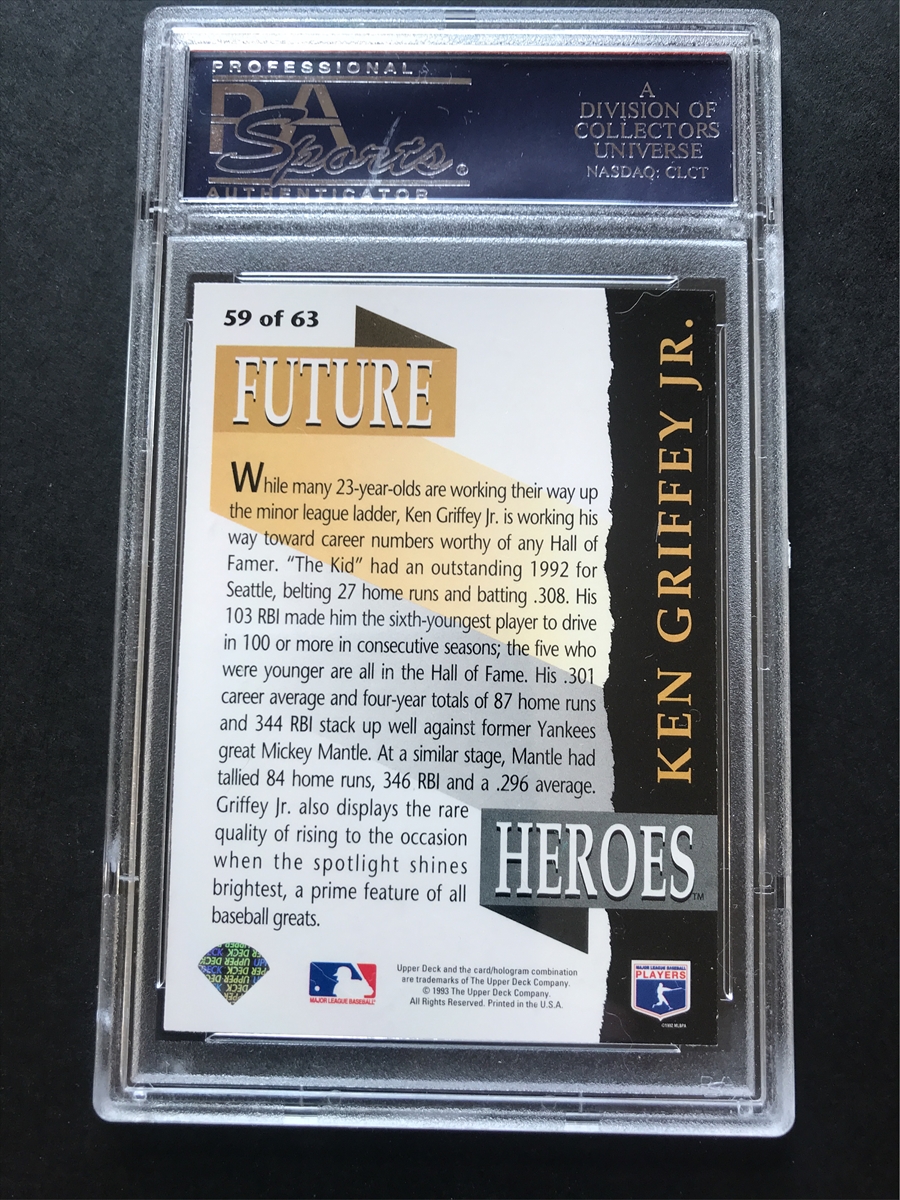 PROFESSIONAL
PSA
Sports®
AUTHENTICATOR
A
DIVISION OF
COLLECTORS
UNIVERSE
NASDAQ: CLCT
59 of 63
FUTURE
While many 23-year-olds are working their way up
the minor league ladder, Ken Griffey Jr. is working his
way toward career numbers worthy of any Hall of
Famer. "The Kid" had an outstanding 1992 for
Seattle, belting 27 home runs and batting .308. His
103 RBI made him the sixth-youngest player to drive
in 100 or more in consecutive seasons; the five who
were younger are all in the Hall of Fame. His .301
career average and four-year totals of 87 home runs
and 344 RBI stack up well against former Yankees
great Mickey Mantle. At a similar stage, Mantle had
tallied 84 home runs, 346 RBI and a .296 average.
Griffey Jr. also displays the rare
quality of rising to the occasion
when the spotlight shines
brightest, a prime feature of all
baseball greats.
KEN GRIFFEY JR.
HEROES™
UPPER DECK
MAJOR LEAGUE BASEBALL
Upper Deck and the card/hologram combination
are trademarks of The Upper Deck Company.
© 1993 The Upper Deck Company.
All Rights Reserved. Printed in the U.S.A.
MAJOR LEAGUE BASEBALL
PLAYERS
©1992 MLBPA